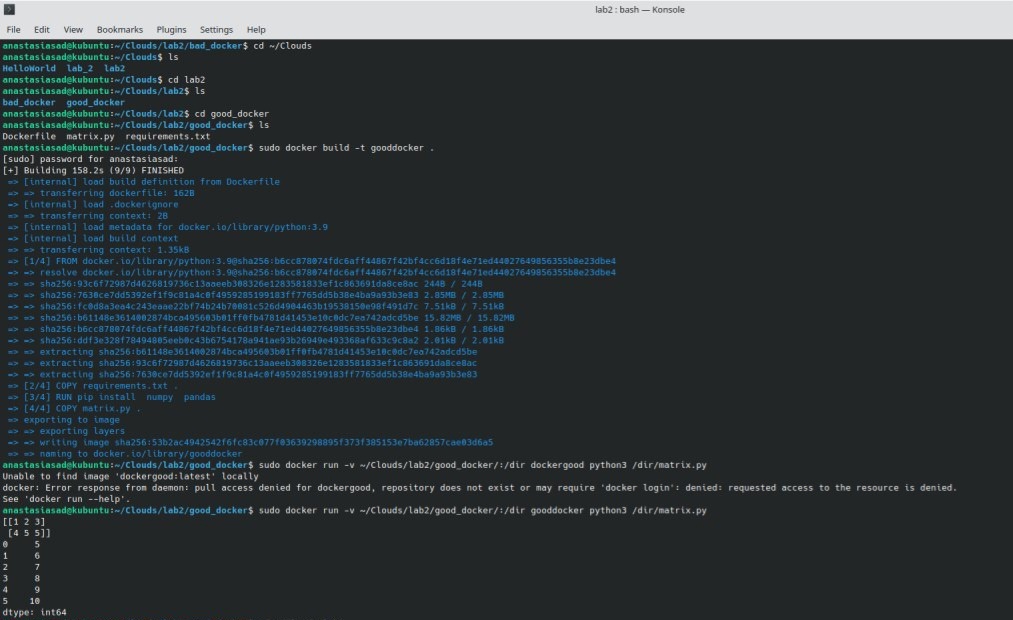 lab2 : bash — Konsole
File Edit View Bookmarks Plugins Settings Help
anastasiasad@kubuntu:~/Clouds/lab2/bad_docker$ cd ~/Clouds
anastasiasad@kubuntu:~/Clouds$ ls
HelloWorld lab_2 lab2
anastasiasad@kubuntu:~/Clouds$ cd lab2
anastasiasad@kubuntu:~/Clouds/lab2$ ls
bad_docker good_docker
anastasiasad@kubuntu:~/Clouds/lab2$ cd good_docker
anastasiasad@kubuntu:~/Clouds/lab2/good_docker$ ls
Dockerfile matrix.py requirements.txt
anastasiasad@kubuntu:~/Clouds/lab2/good_docker$ sudo docker build -t gooddocker .
[sudo] password for anastasiasad:
[+] Building 158.2s (9/9) FINISHED
=> [internal] load build definition from Dockerfile
=> => transferring dockerfile: 162B
=> [internal] load .dockerignore
=> => transferring context: 2B
=> [internal] load metadata for docker.io/library/python:3.9
=> [internal] load build context
=> => transferring context: 1.35kB
=> [1/4] FROM docker.io/library/python:3.9@sha256:b6cc878074fdc6aff44867f42bf4cc6d18f4e71ed44027649856355b8e23dbe4
=> => resolve docker.io/library/python:3.9@sha256:b6cc878074fdc6aff44867f42bf4cc6d18f4e71ed44027649856355b8e23dbe4
=> => sha256:93c6f72987d4626819736c13aaeeb308326e1283581833ef1c863691da8ce8ac 244B / 244B
=> => sha256:7630ce7dd5392ef1f9c81a4c0f4959285199183ff7765dd5b38e4ba9a93b3e83 2.85MB / 2.85MB
=> => sha256:fc0d8a3ea4c243eaae22bf74b24b70081c526d4904463b19538150e98f491d7c 7.51kB / 7.51kB
=> => sha256:b61148e3614002874bca495603b01ff0fb4781d41453e10c0dc7ea742adcd5be 15.82MB / 15.82MB
=> => sha256:b6cc878074fdc6aff44867f42bf4cc6d18f4e71ed44027649856355b8e23dbe4 1.86kB / 1.86kB
=> => sha256:ddf3e328f78494805eeb0c43b6754178a941ae93b26949e493368af633c9c8a2 2.01kB / 2.01kB
=> => extracting sha256:b61148e3614002874bca495603b01ff0fb4781d41453e10c0dc7ea742adcd5be
=> => extracting sha256:93c6f72987d4626819736c13aaeeb308326e1283581833ef1c863691da8ce8ac
=> => extracting sha256:7630ce7dd5392ef1f9c81a4c0f4959285199183ff7765dd5b38e4ba9a93b3e83
=> [2/4] COPY requirements.txt .
=> [3/4] RUN pip install  numpy  pandas
=> [4/4] COPY matrix.py .
=> exporting to image
=> => exporting layers
=> => writing image sha256:53b2ac4942542f6fc83c077f03639298895f373f385153e7ba62857cae03d6a5
=> => naming to docker.io/library/gooddocker
anastasiasad@kubuntu:~/Clouds/lab2/good_docker$ sudo docker run -v ~/Clouds/lab2/good_docker/:/dir dockergood python3 /dir/matrix.py
Unable to find image 'dockergood:latest' locally
docker: Error response from daemon: pull access denied for dockergood, repository does not exist or may require 'docker login': denied: requested access to the resource is denied.
See 'docker run --help'.
anastasiasad@kubuntu:~/Clouds/lab2/good_docker$ sudo docker run -v ~/Clouds/lab2/good_docker/:/dir gooddocker python3 /dir/matrix.py
[[1 2 3]
[4 5 5]]
0 5
1 6
2 7
3 8
4 9
5 10
dtype: int64